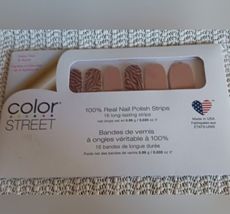 color
STREET
100% Real Nail Polish Strips
16 long-lasting strips
Made in USA
Fabriquées aux
ÉTATS-UNIS
Bandes de vernis
à ongles véritable à 100%
16 bandes de longue durée